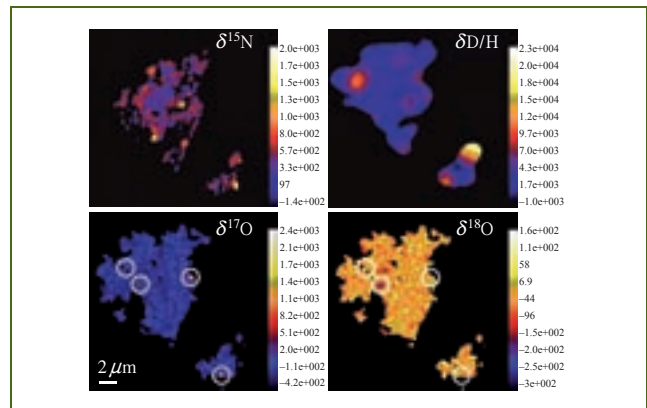 δ¹⁵N
2.0e+003
1.8e+003
1.5e+003
1.3e+003
1.1e+003
8.0e+002
5.7e+002
3.3e+002
97
−1.4e+002
δD/H
2.3e+004
2.0e+004
1.8e+004
1.5e+004
1.2e+004
9.7e+003
7.0e+003
4.3e+003
1.7e+003
−1.0e+003
δ¹⁷O
2.4e+003
2.1e+003
1.7e+003
1.4e+003
1.1e+003
8.2e+002
5.1e+002
2.0e+002
−1.1e+002
−4.2e+002
2 μm
δ¹⁸O
1.6e+002
1.1e+002
58
6.9
−44
−96
−1.5e+002
−2.0e+002
−2.5e+002
−3e+002